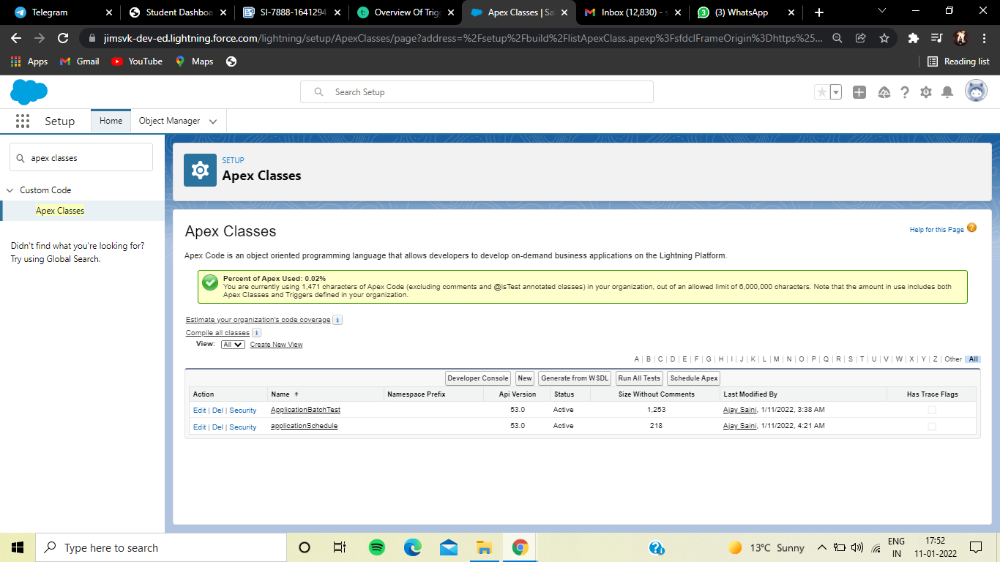 Telegram
Student Dashboa
SI-7888-1641294
Overview Of Trigg
Apex Classes | Sa
Inbox (12,830) - s
(3) WhatsApp
jimsvk-dev-ed.lightning.force.com/lightning/setup/ApexClasses/page?address=%2Fsetup%2Fbuild%2FlistApexClass.apexp%3FsfdclFrameOrigin%3Dhttps%25...
Apps
Gmail
YouTube
Maps
Reading list
Search Setup
Setup
Home
Object Manager
apex classes
Custom Code
Apex Classes
Didn't find what you're looking for?
Try using Global Search.
SETUP
Apex Classes
Apex Classes
Help for this Page
Apex Code is an object oriented programming language that allows developers to develop on-demand business applications on the Lightning Platform.
Percent of Apex Used: 0.02%
You are currently using 1,471 characters of Apex Code (excluding comments and @isTest annotated classes) in your organization, out of an allowed limit of 6,000,000 characters. Note that the amount in use includes both
Apex Classes and Triggers defined in your organization.
Estimate your organization's code coverage i
Compile all classes i
View: All Create New View
A | B | C | D | E | F | G | H | I | J | K | L | M | N | O | P | Q | R | S | T | U | V | W | X | Y | Z | Other All
Developer Console New Generate from WSDL Run All Tests Schedule Apex
Action Name ↑ Namespace Prefix Api Version Status Size Without Comments Last Modified By Has Trace Flags
Edit | Del | Security ApplicationBatchTest 53.0 Active 1,253 Ajay Saini, 1/11/2022, 3:38 AM
Edit | Del | Security applicationSchedule 53.0 Active 218 Ajay Saini, 1/11/2022, 4:21 AM
Type here to search
13°C Sunny
ENG
IN
17:52
11-01-2022